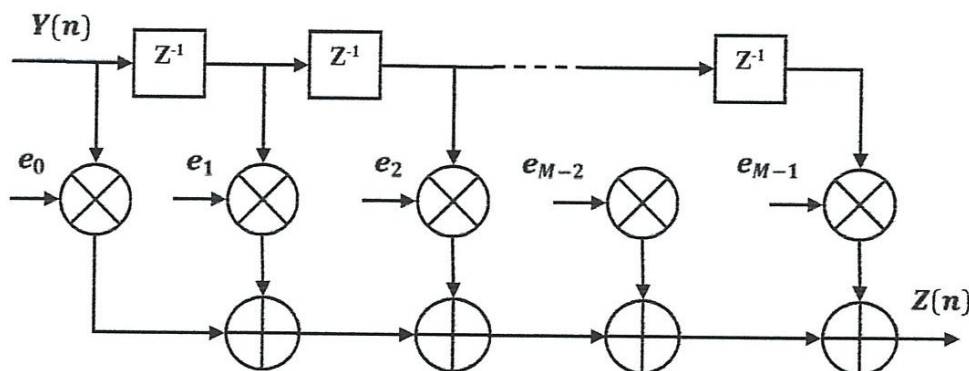 Y(n)
Z⁻¹
Z⁻¹
Z⁻¹
e₀
e₁
e₂
e_{M−2}
e_{M−1}
Z(n)